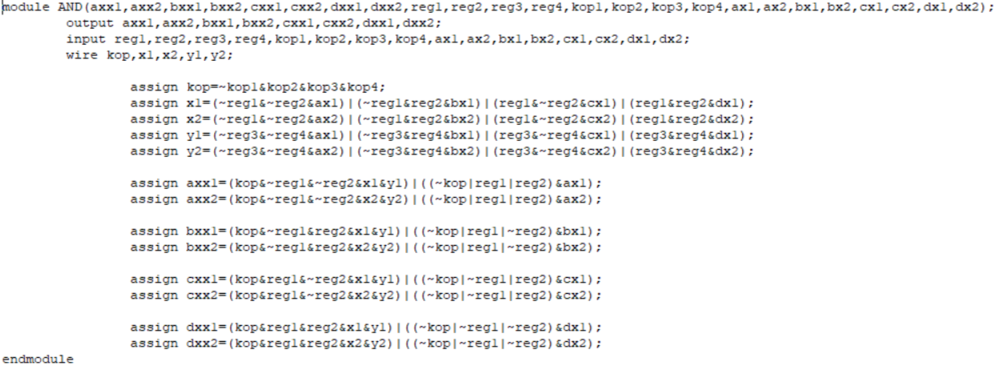 module AND(axx1,axx2,bxx1,bxx2,cxx1,cxx2,dxx1,dxx2,reg1,reg2,reg3,reg4,kop1,kop2,kop3,kop4,ax1,ax2,bx1,bx2,cx1,cx2,dx1,dx2);
output axx1,axx2,bxx1,bxx2,cxx1,cxx2,dxx1,dxx2;
input reg1,reg2,reg3,reg4,kop1,kop2,kop3,kop4,ax1,ax2,bx1,bx2,cx1,cx2,dx1,dx2;
wire kop,x1,x2,y1,y2;
assign kop=~kop1&kop2&kop3&kop4;
assign x1=(~reg1&~reg2&ax1)|(~reg1&reg2&bx1)|(reg1&~reg2&cx1)|(reg1&reg2&dx1);
assign x2=(~reg1&~reg2&ax2)|(~reg1&reg2&bx2)|(reg1&~reg2&cx2)|(reg1&reg2&dx2);
assign y1=(~reg3&~reg4&ax1)|(~reg3&reg4&bx1)|(reg3&~reg4&cx1)|(reg3&reg4&dx1);
assign y2=(~reg3&~reg4&ax2)|(~reg3&reg4&bx2)|(reg3&~reg4&cx2)|(reg3&reg4&dx2);
assign axx1=(kop&~reg1&~reg2&x1&y1)|((~kop|reg1|reg2)&ax1);
assign axx2=(kop&~reg1&~reg2&x2&y2)|((~kop|reg1|reg2)&ax2);
assign bxx1=(kop&~reg1&reg2&x1&y1)|((~kop|reg1|~reg2)&bx1);
assign bxx2=(kop&~reg1&reg2&x2&y2)|((~kop|reg1|~reg2)&bx2);
assign cxx1=(kop&reg1&~reg2&x1&y1)|((~kop|~reg1|reg2)&cx1);
assign cxx2=(kop&reg1&~reg2&x2&y2)|((~kop|~reg1|reg2)&cx2);
assign dxx1=(kop&reg1&reg2&x1&y1)|((~kop|~reg1|~reg2)&dx1);
assign dxx2=(kop&reg1&reg2&x2&y2)|((~kop|~reg1|~reg2)&dx2);
endmodule